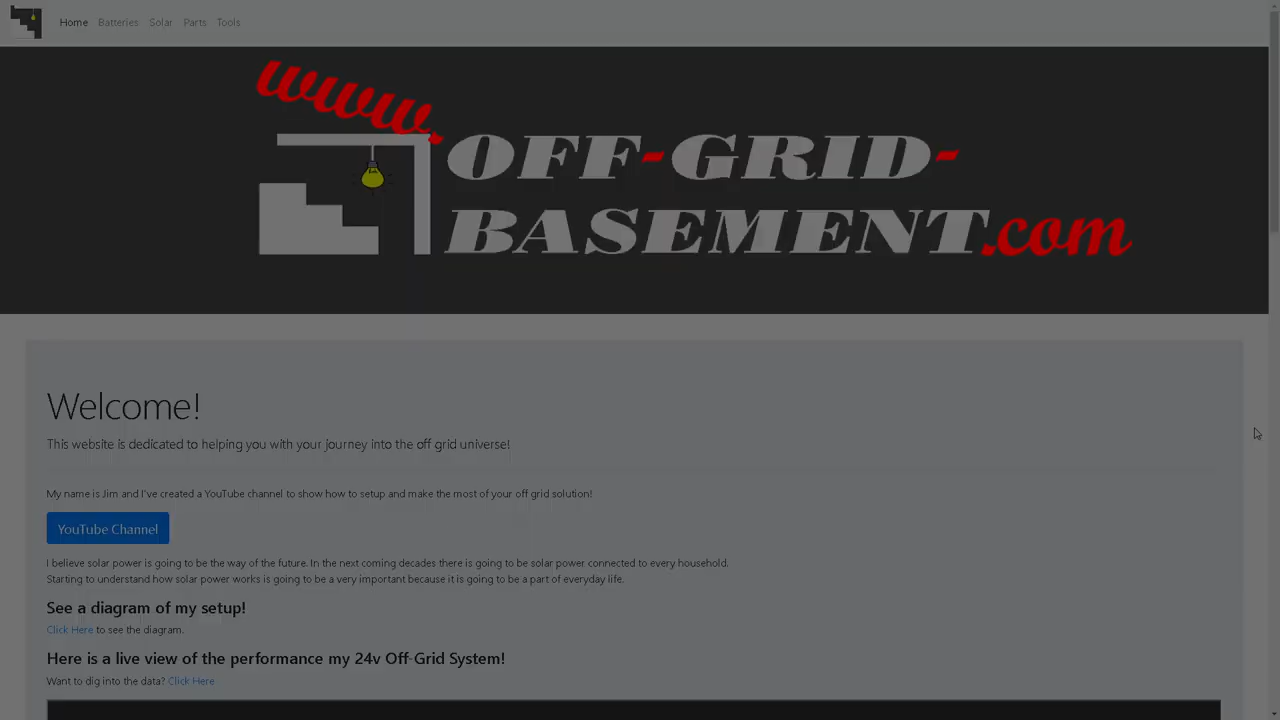 Home Batteries Solar Parts Tools
www.
OFF-GRID-
BASEMENT.com
Welcome!
This website is dedicated to helping you with your journey into the off grid universe!
My name is Jim and I've created a YouTube channel to show how to setup and make the most of your off grid solution!
YouTube Channel
I believe solar power is going to be the way of the future. In the next coming decades there is going to be solar power connected to every household.
Starting to understand how solar power works is going to be a very important because it is going to be a part of everyday life.
See a diagram of my setup!
Click Here to see the diagram.
Here is a live view of the performance my 24v Off-Grid System!
Want to dig into the data? Click Here